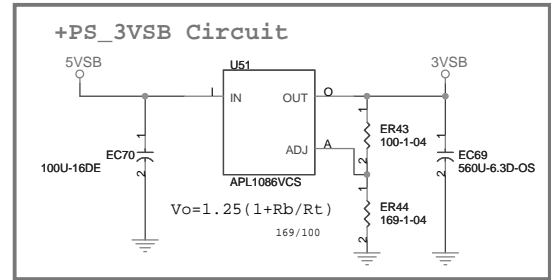 +PS_3VSB Circuit
5VSB
U51
3VSB
I
IN
OUT
O
ADJ
A
1
2
ER43
100-1-04
1
2
EC70
100U-16DE
1
2
EC69
560U-6.3D-OS
APL1086VCS
Vo=1.25(1+Rb/Rt)
169/100
1
2
ER44
169-1-04